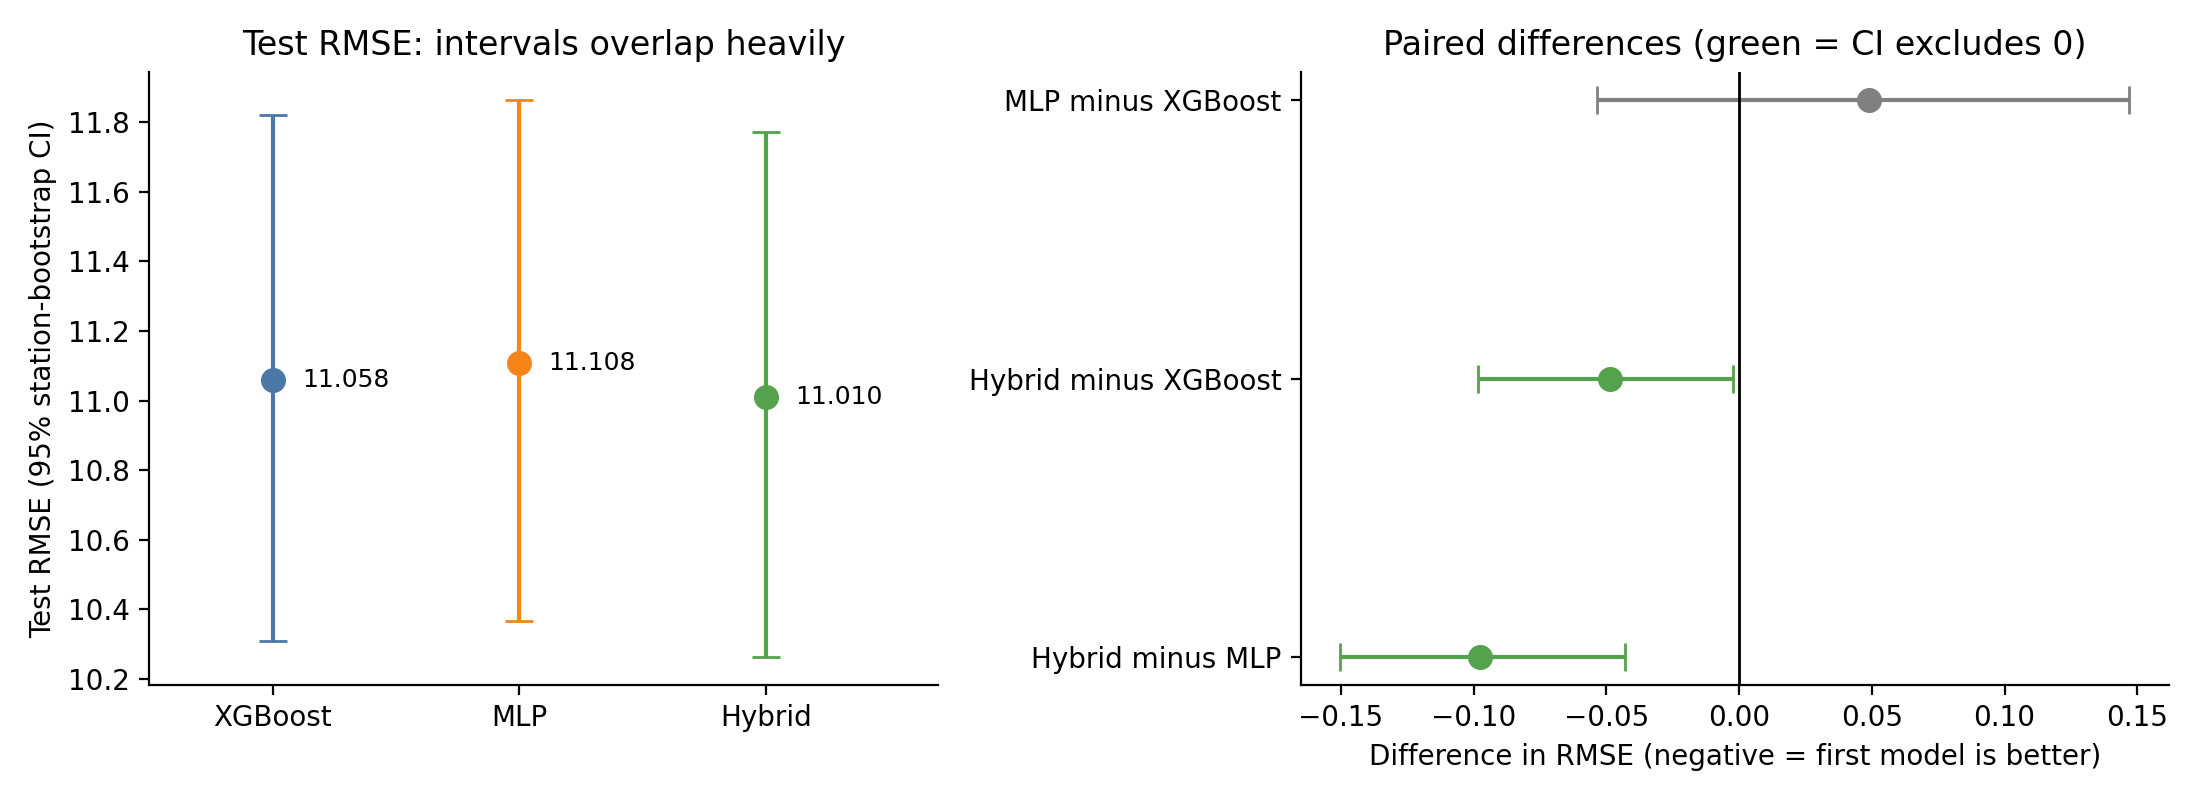 Test RMSE: intervals overlap heavily
Test RMSE (95% station-bootstrap CI)
11.8
11.6
11.4
11.2
11.0
10.8
10.6
10.4
10.2
11.058
11.108
11.010
XGBoost
MLP
Hybrid
Paired differences (green = CI excludes 0)
MLP minus XGBoost
Hybrid minus XGBoost
Hybrid minus MLP
−0.15
−0.10
−0.05
0.00
0.05
0.10
0.15
Difference in RMSE (negative = first model is better)